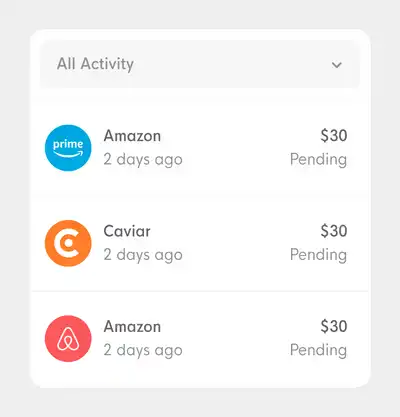 All Activity
prime
Amazon
$30
2 days ago
Pending
Caviar
$30
2 days ago
Pending
Amazon
$30
2 days ago
Pending